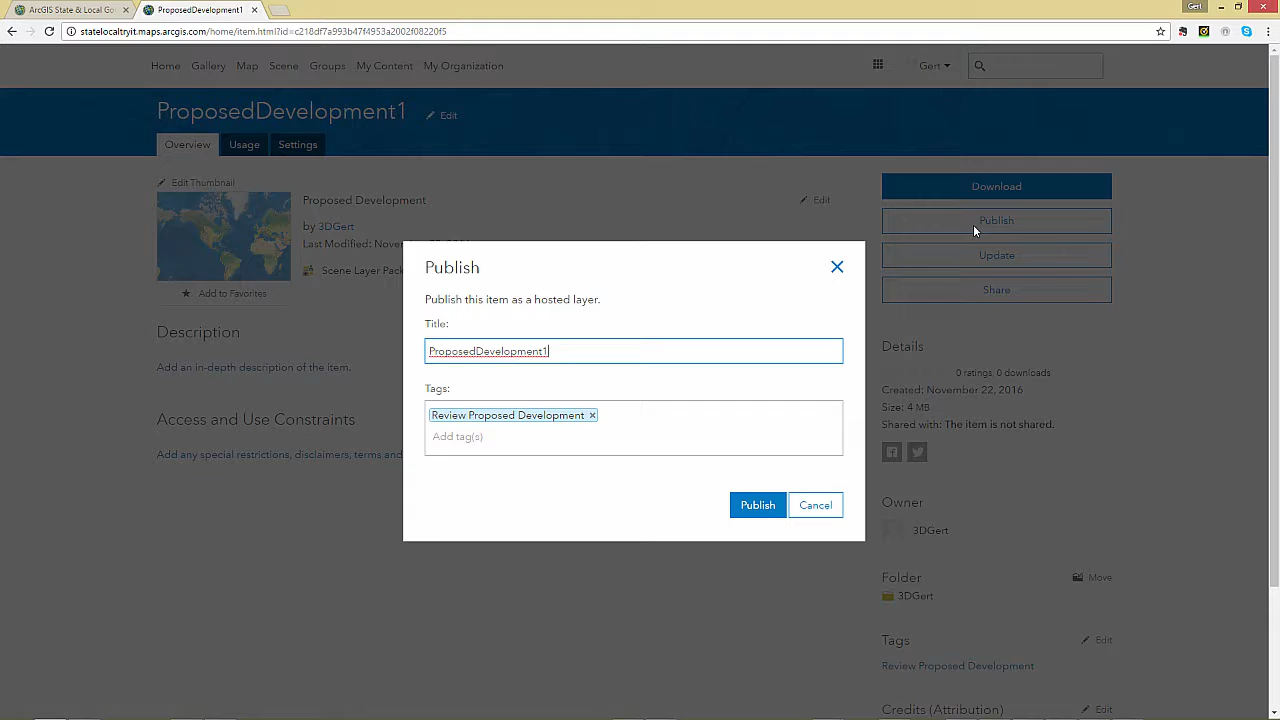 ArcGIS State & Local Go
ProposedDevelopment1
Gert
statelocaltryit.maps.arcgis.com/home/item.html?id=c218df7a993b47f4953a2002f08220f5
Home Gallery Map Scene Groups My Content My Organization
Gert
ProposedDevelopment1
Edit
Overview Usage Settings
Edit Thumbnail
Proposed Development
Edit
by 3DGert
Last Modified:
Scene Layer Pack
Add to Favorites
Description
Add an in-depth description of the item.
Access and Use Constraints
Add any special restrictions, disclaimers, terms and
Publish
Publish this item as a hosted layer.
Title:
ProposedDevelopment1
Tags:
Review Proposed Development
Add tag(s)
Publish
Cancel
Download
Publish
Update
Share
Details
0 ratings, 0 downloads
Created: November 22, 2016
Size: 4 MB
Shared with: The item is not shared.
Owner
3DGert
Folder
Move
3DGert
Tags
Edit
Review Proposed Development
Credits (Attribution)
Edit